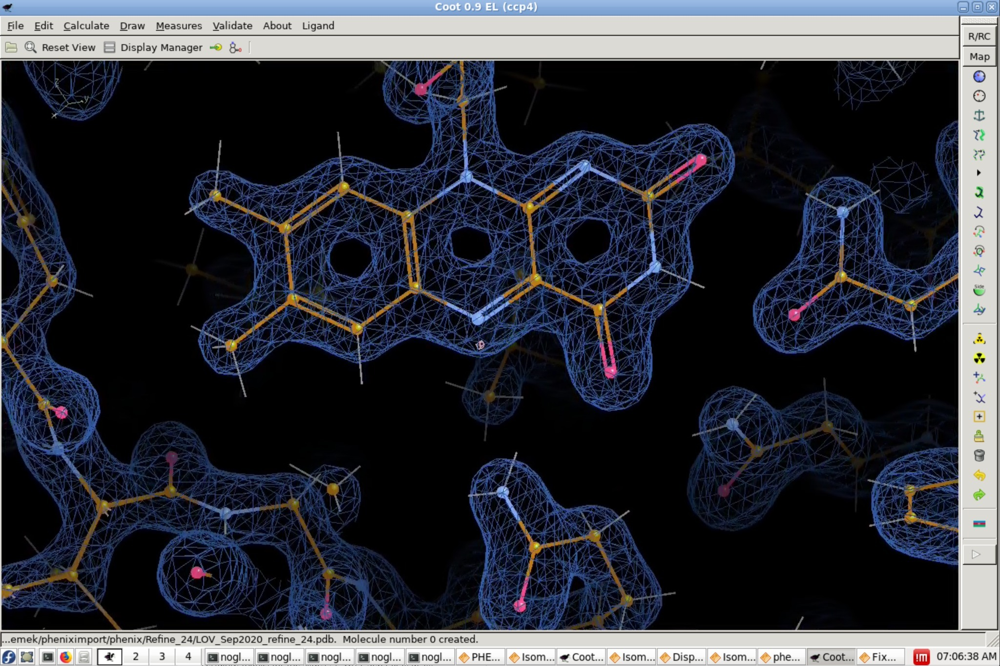 Coot 0.9 EL (ccp4)
File Edit Calculate Draw Measures Validate About Ligand
Reset View Display Manager
R/RC
Map
Side
...emek/pheniximport/phenix/Refine_24/LOV_Sep2020_refine_24.pdb. Molecule number 0 created.
2 3 4 nogl... nogl... nogl... nogl... nogl... PHE... Isom... Coot... Isom... Disp... Isom... phe... Coot... Fix... !m 07:06:38 AM